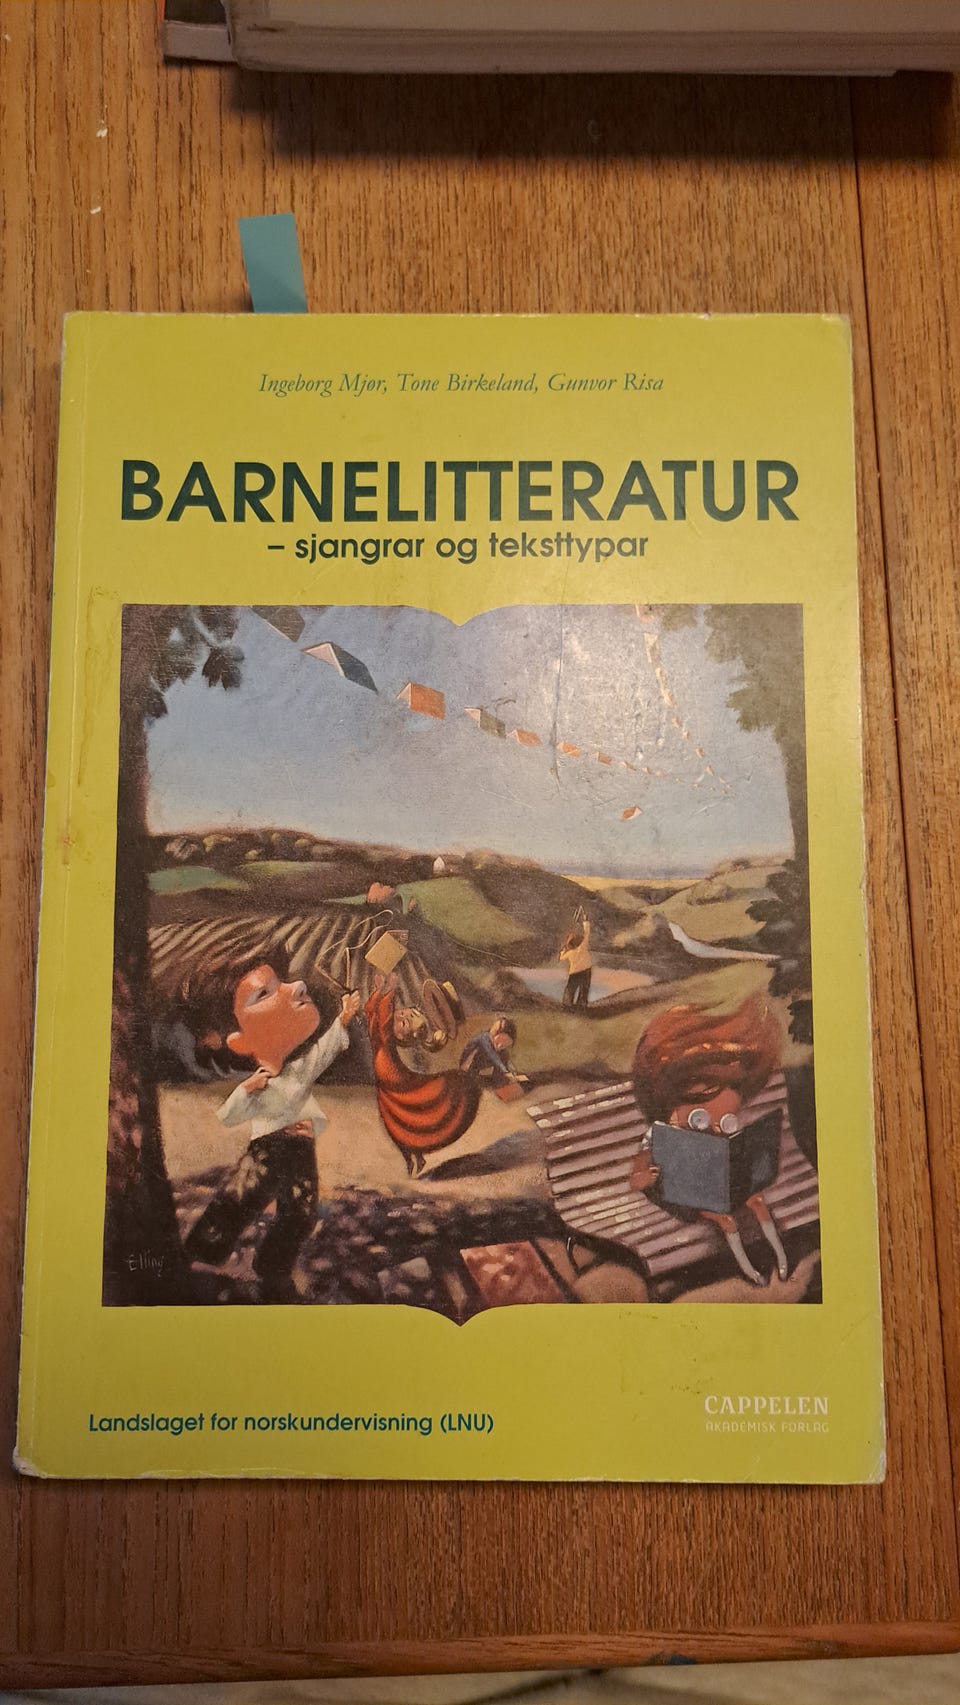 Ingeborg Mjør, Tone Birkeland, Gunvor Risa
BARNELITTERATUR
– sjangrar og teksttypar
Elling
Landslaget for norskundervisning (LNU)
CAPPELEN
AKADEMISK FORLAG